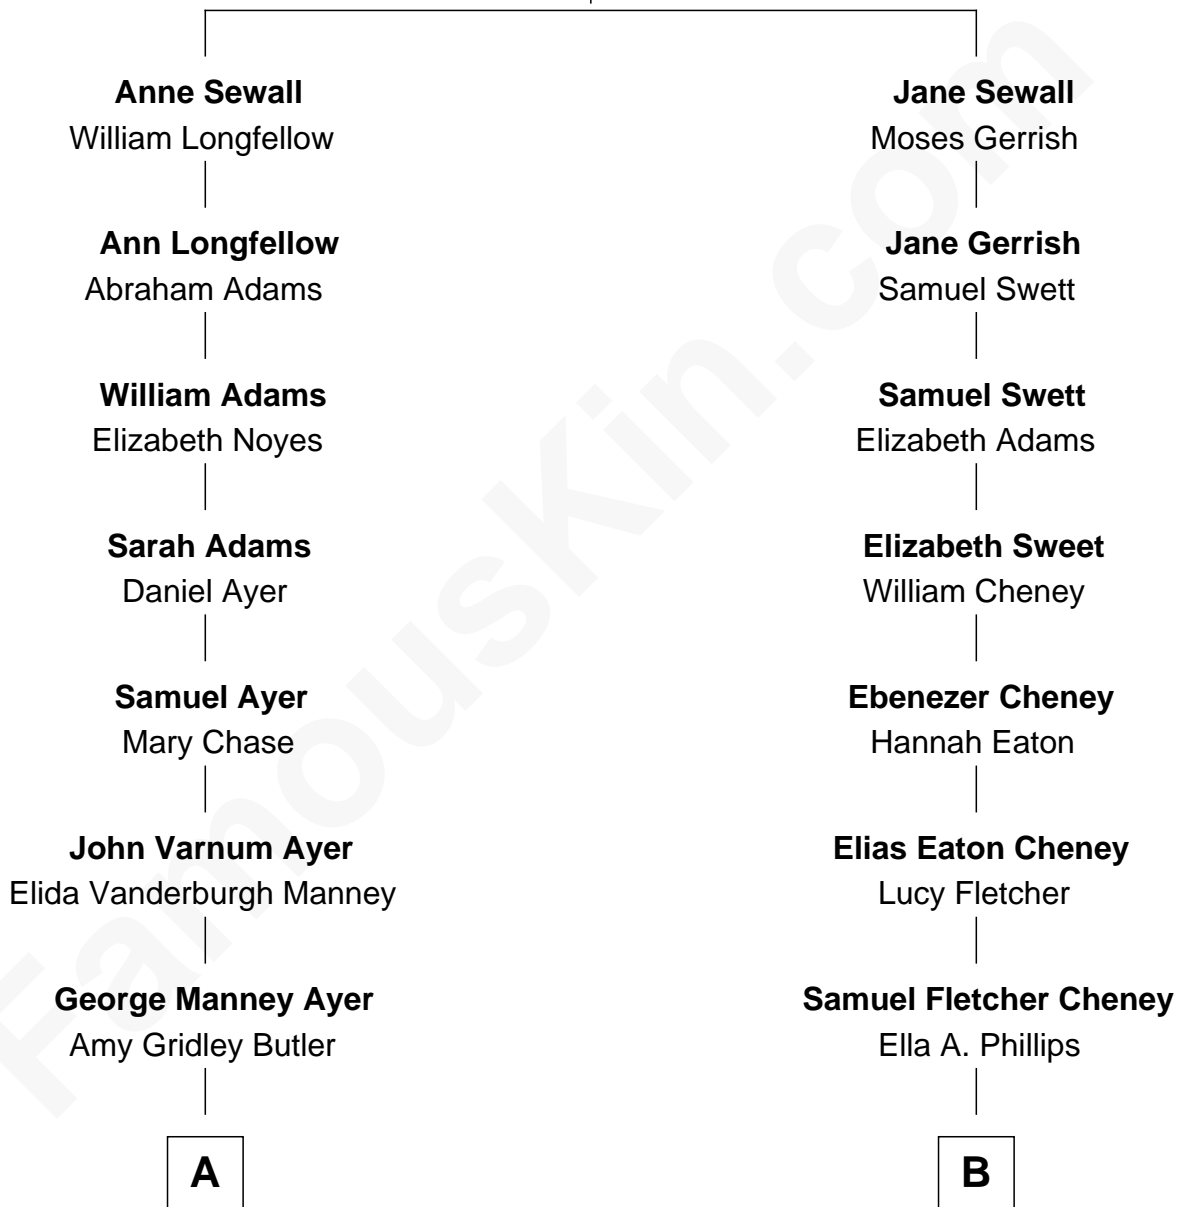 Anne Sewall
William Longfellow
Jane Sewall
Moses Gerrish
Ann Longfellow
Abraham Adams
Jane Gerrish
Samuel Swett
William Adams
Elizabeth Noyes
Samuel Swett
Elizabeth Adams
Sarah Adams
Daniel Ayer
Elizabeth Sweet
William Cheney
Samuel Ayer
Mary Chase
Ebenezer Cheney
Hannah Eaton
John Varnum Ayer
Elida Vanderburgh Manney
Elias Eaton Cheney
Lucy Fletcher
George Manney Ayer
Amy Gridley Butler
Samuel Fletcher Cheney
Ella A. Phillips
A
B
FamousKin.com